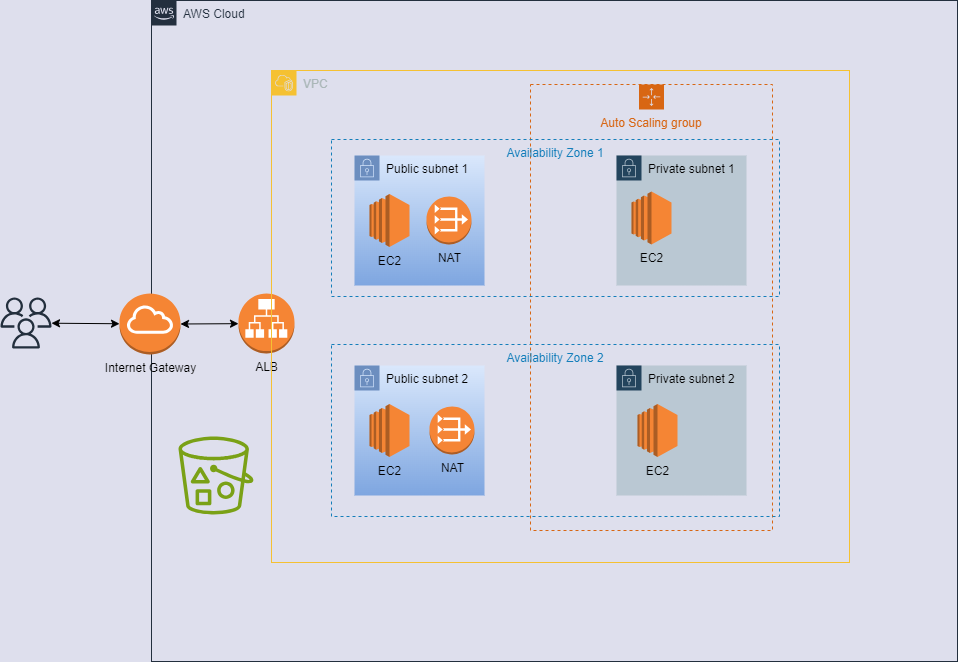 aws
AWS Cloud
VPC
Auto Scaling group
Availability Zone 1
Public subnet 1
Private subnet 1
EC2
NAT
EC2
Internet Gateway
ALB
Availability Zone 2
Public subnet 2
Private subnet 2
EC2
NAT
EC2